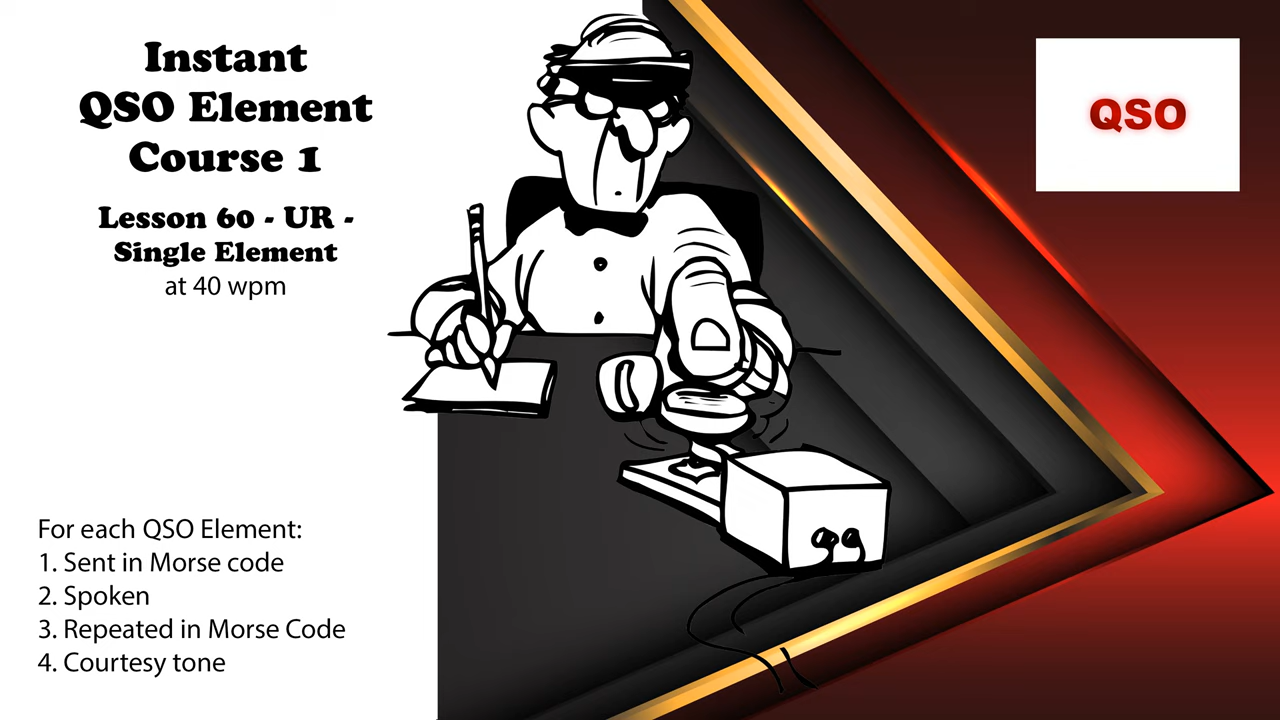 Instant
QSO Element
Course 1
Lesson 60 - UR -
Single Element
at 40 wpm
QSO
For each QSO Element:
1. Sent in Morse code
2. Spoken
3. Repeated in Morse Code
4. Courtesy tone